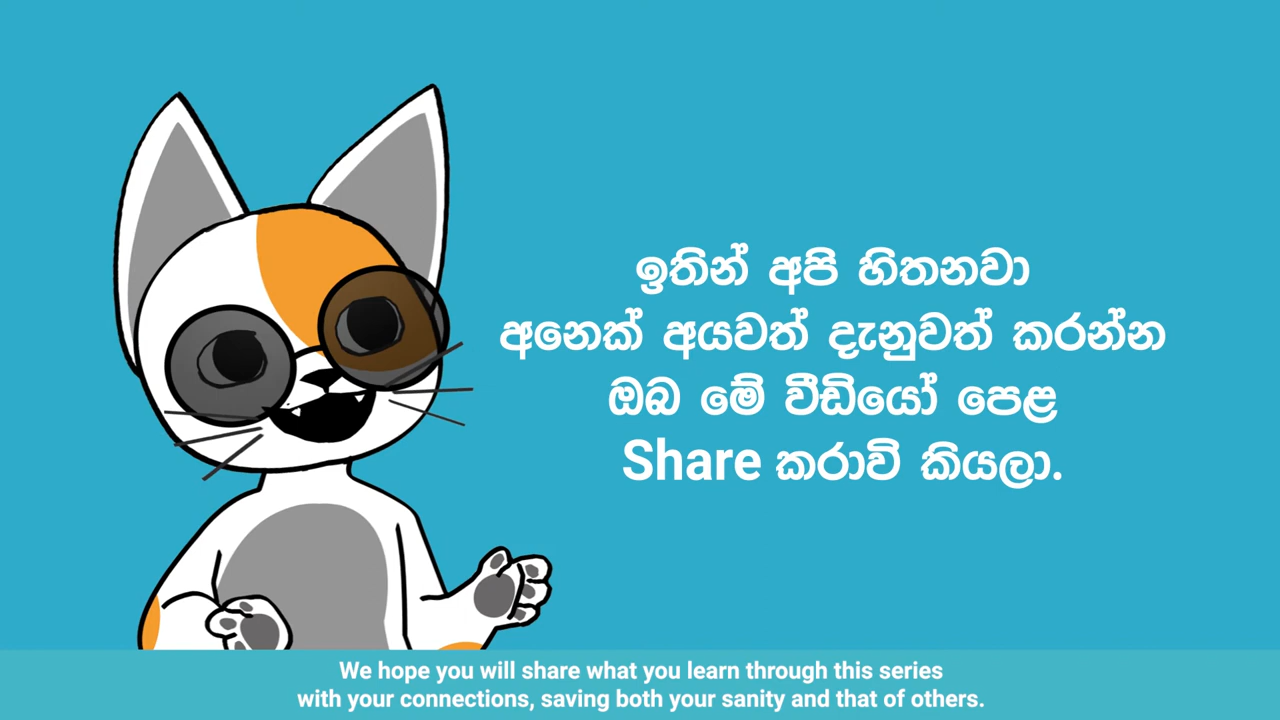 ඉතින් අපි හිතනවා
අනෙක් අයවත් දැනුවත් කරන්න
ඔබ මේ වීඩියෝ පෙළ
Share කරාවි කියලා.
We hope you will share what you learn through this series
with your connections, saving both your sanity and that of others.